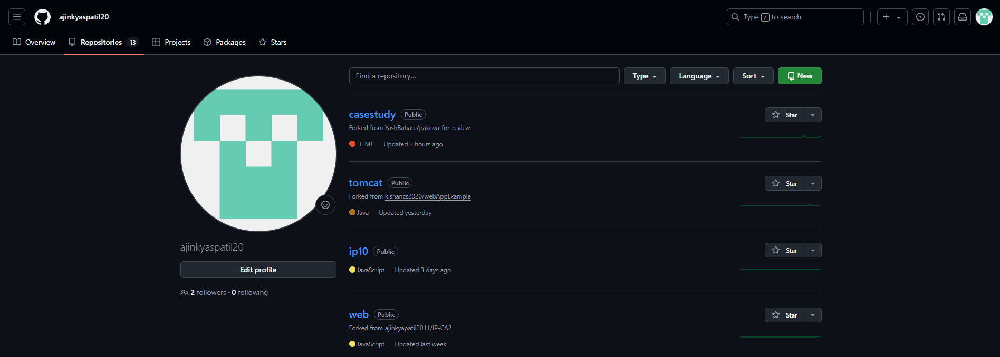 ajinkyaspatil20
Type / to search
Overview Repositories 13 Projects Packages Stars
Find a repository... Type Language Sort New
casestudy Public Star
Forked from YashRahate/pakova-for-review
HTML Updated 2 hours ago
tomcat Public Star
Forked from kishancs2020/webAppExample
Java Updated yesterday
ip10 Public Star
JavaScript Updated 3 days ago
web Public Star
Forked from ajinkyapatil2011/IP-CA2
JavaScript Updated last week
ajinkyaspatil20
Edit profile
2 followers · 0 following